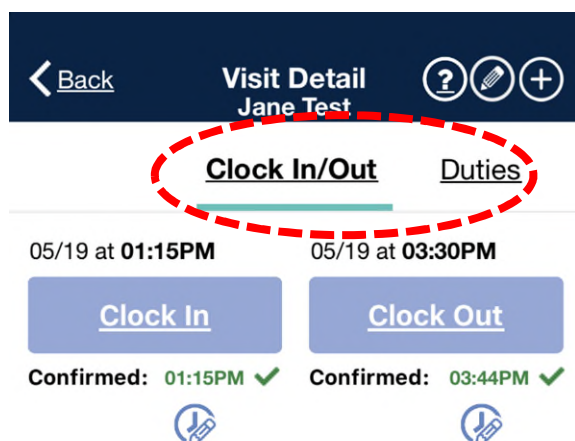 Back
Visit Detail
Jane Test
?
Clock In/Out
Duties
05/19 at 01:15PM
05/19 at 03:30PM
Clock In
Clock Out
Confirmed: 01:15PM
Confirmed: 03:44PM